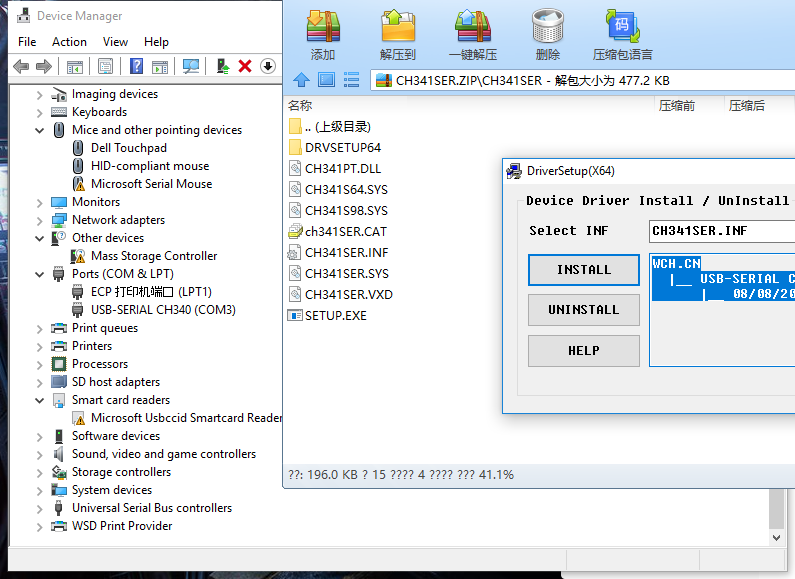 Device Manager
File Action View Help
Imaging devices
Keyboards
Mice and other pointing devices
Dell Touchpad
HID-compliant mouse
Microsoft Serial Mouse
Monitors
Network adapters
Other devices
Mass Storage Controller
Ports (COM & LPT)
ECP 打印机端口 (LPT1)
USB-SERIAL CH340 (COM3)
Print queues
Printers
Processors
SD host adapters
Smart card readers
Microsoft Usbccid Smartcard Reader
Software devices
Sound, video and game controllers
Storage controllers
System devices
Universal Serial Bus controllers
WSD Print Provider
码
添加 解压到 一键解压 删除 压缩包语言
CH341SER.ZIP\CH341SER - 解包大小为 477.2 KB
名称 压缩前 压缩后
.. (上级目录)
DRVSETUP64
CH341PT.DLL
CH341S64.SYS
CH341S98.SYS
ch341SER.CAT
CH341SER.INF
CH341SER.SYS
CH341SER.VXD
SETUP.EXE
??: 196.0 KB ? 15 ???? 4 ???? ??? 41.1%
DriverSetup(X64)
Device Driver Install / UnInstall
Select INF CH341SER.INF
INSTALL
UNINSTALL
HELP
WCH.CN
|__ USB-SERIAL C
|__ 08/08/20